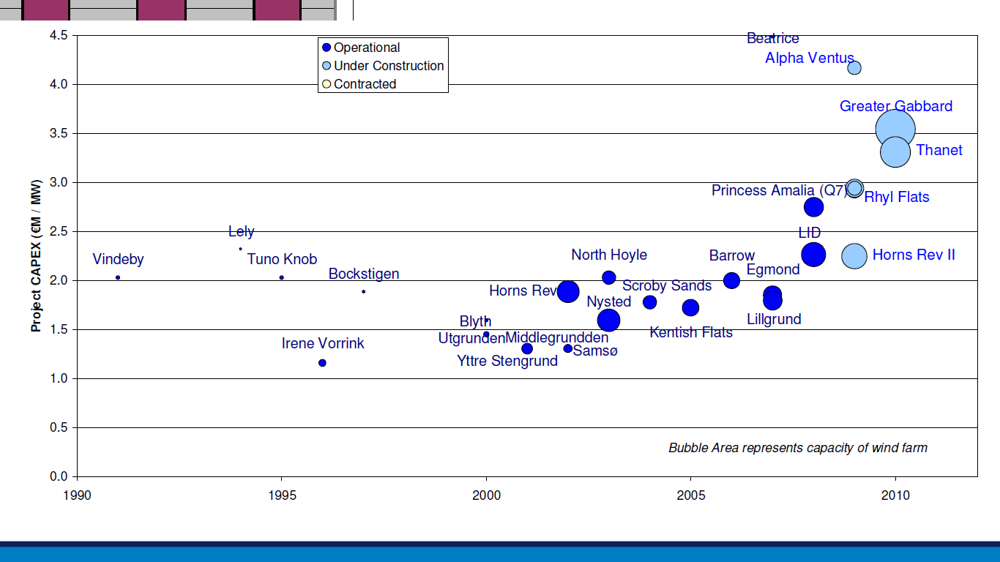 4.5
4.0
3.5
3.0
2.5
2.0
1.5
1.0
0.5
0.0
Project CAPEX (€M / MW)
Operational
Under Construction
Contracted
Beatrice
Alpha Ventus
Greater Gabbard
Thanet
Princess Amalia (Q7)
Rhyl Flats
Lely
LID
Vindeby
Tuno Knob
North Hoyle
Barrow
Horns Rev II
Bockstigen
Egmond
Horns Rev
Scroby Sands
Nysted
Blyth
Lillgrund
Utgrunden
Middlegrundden
Kentish Flats
Irene Vorrink
Samsø
Yttre Stengrund
Bubble Area represents capacity of wind farm
1990
1995
2000
2005
2010